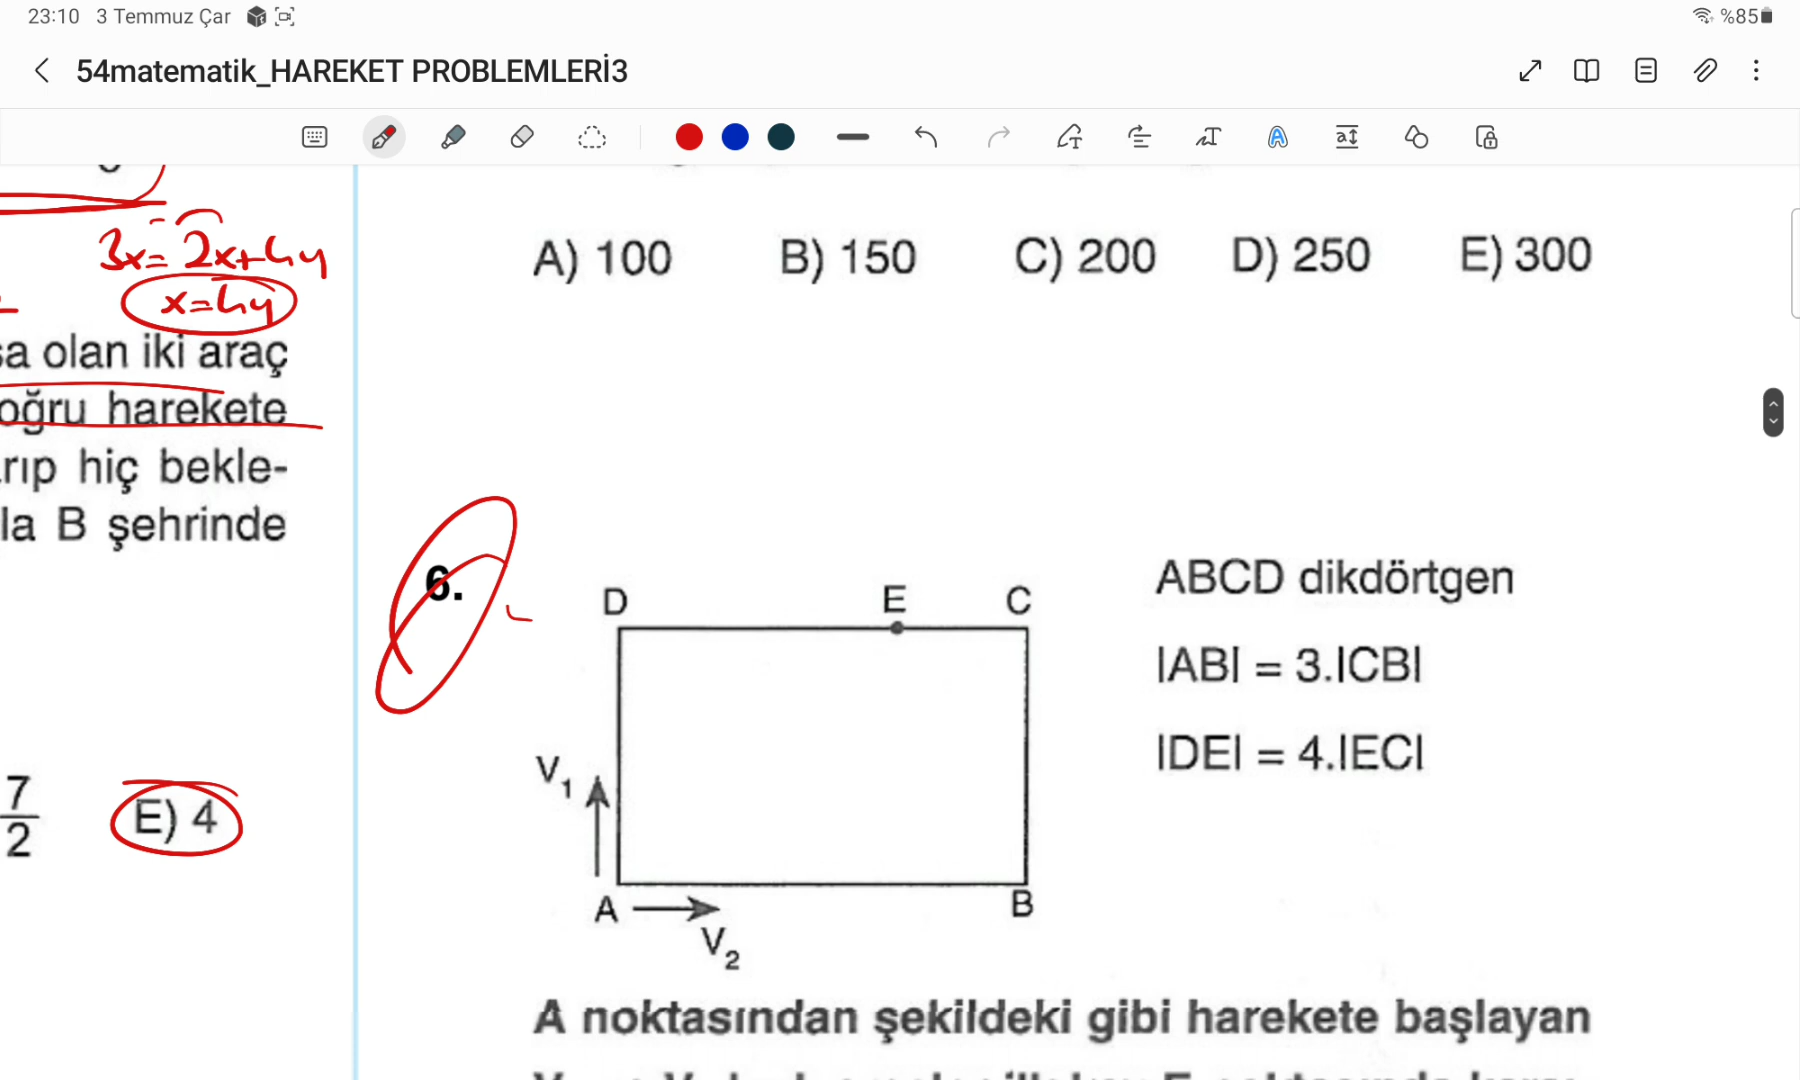 23:10 3 Temmuz Çar
%85
54matematik_HAREKET PROBLEMLERİ3
3x=2x+4y
x=4y
sa olan iki araç
oğru harekete
rıp hiç bekle-
la B şehrinde
7
2
E) 4
A) 100 B) 150 C) 200 D) 250 E) 300
6.
D E C
V1
A B
V2
ABCD dikdörtgen
|AB| = 3.|CB|
|DE| = 4.|EC|
A noktasından şekildeki gibi harekete başlayan